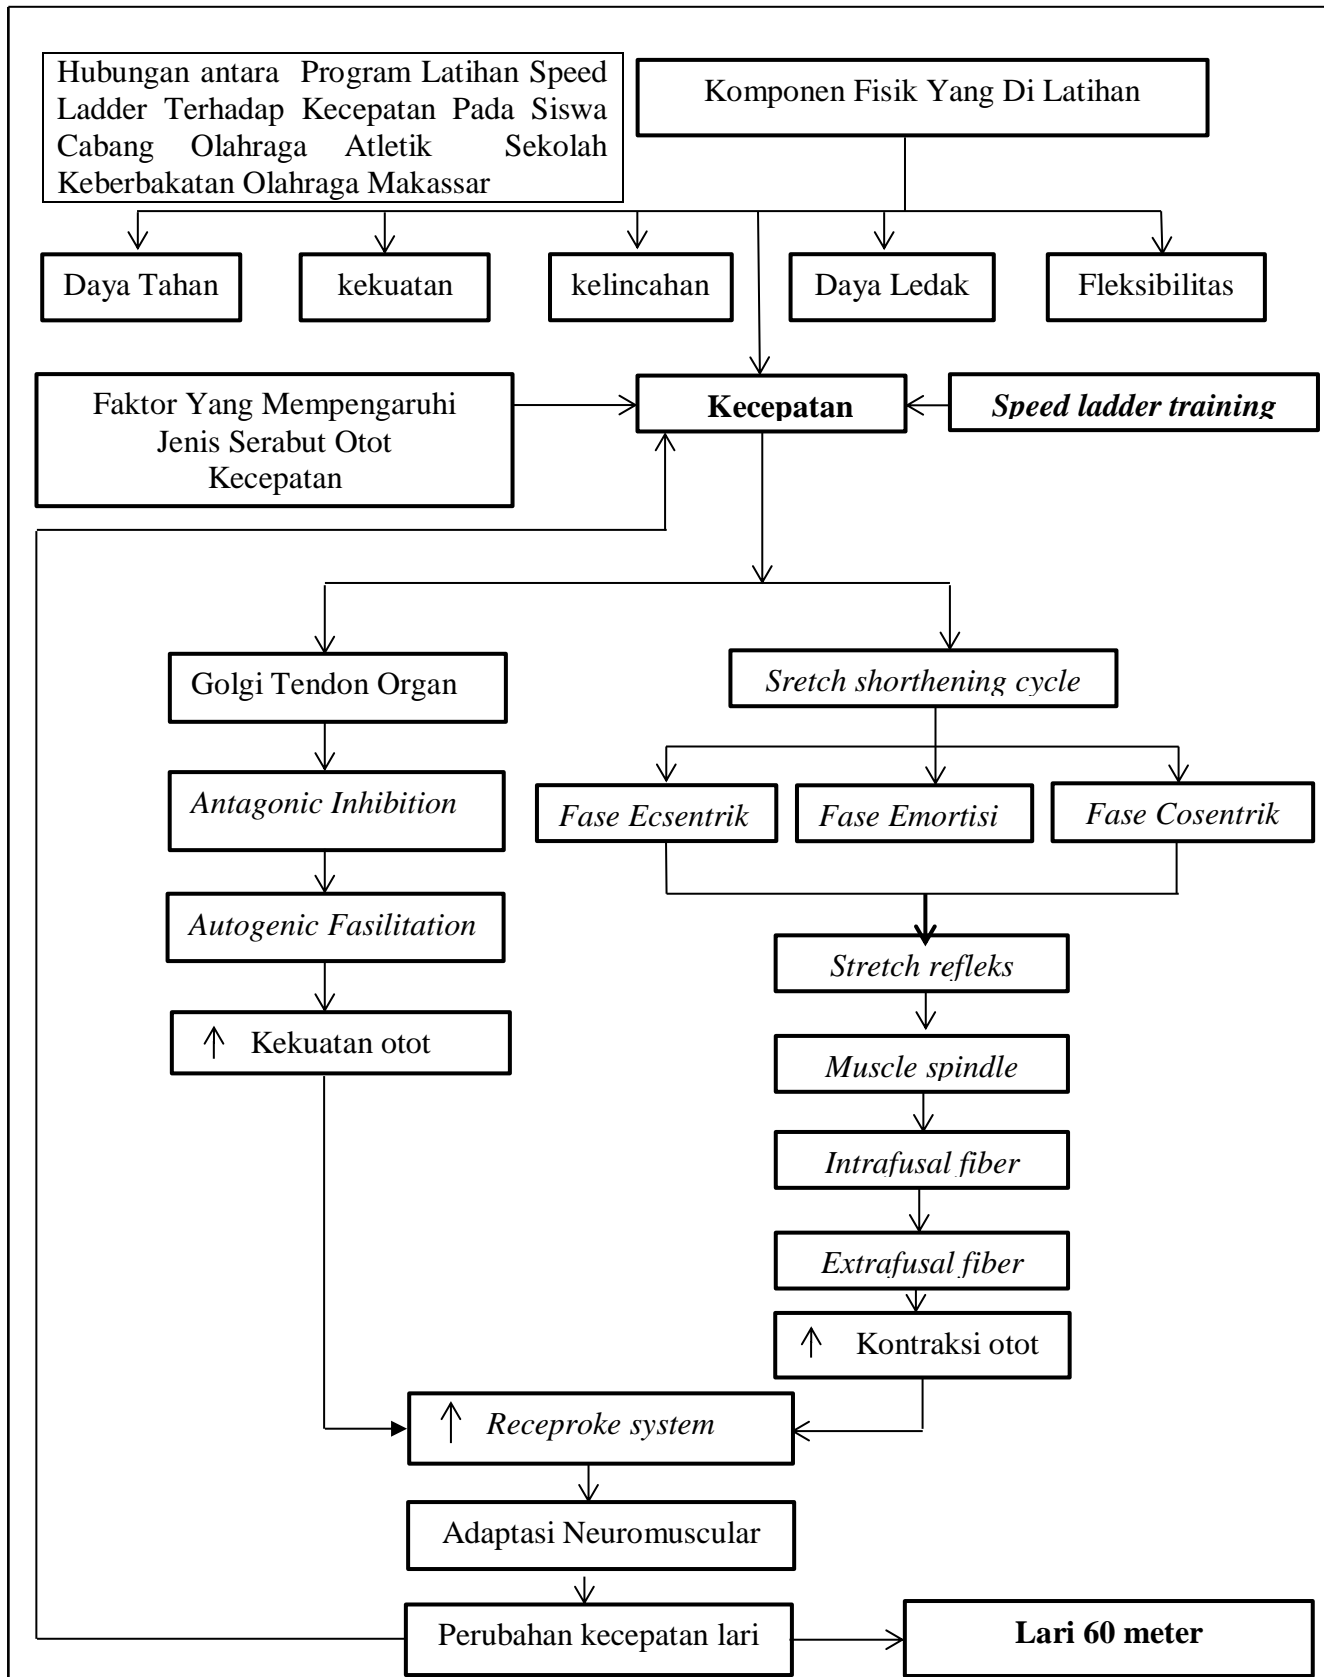 Hubungan antara Program Latihan Speed
Ladder Terhadap Kecepatan Pada Siswa
Cabang Olahraga Atletik Sekolah
Keberbakatan Olahraga Makassar
Komponen Fisik Yang Di Latihan
Daya Tahan
kekuatan
kelincahan
Daya Ledak
Fleksibilitas
Faktor Yang Mempengaruhi
Jenis Serabut Otot
Kecepatan
Kecepatan
Speed ladder training
Golgi Tendon Organ
Sretch shorthening cycle
Antagonic Inhibition
Fase Ecsentrik
Fase Emortisi
Fase Cosentrik
Autogenic Fasilitation
Stretch refleks
↑ Kekuatan otot
Muscle spindle
Intrafusal fiber
Extrafusal fiber
↑ Kontraksi otot
↑ Receproke system
Adaptasi Neuromuscular
Perubahan kecepatan lari
Lari 60 meter